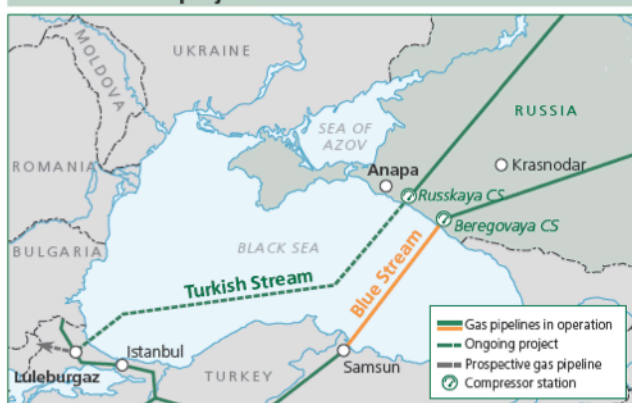 UKRAINE
MOLDOVA
RUSSIA
SEA OF
AZOV
Anapa
Krasnodar
ROMANIA
Russkaya CS
Beregovaya CS
BULGARIA
BLACK SEA
Turkish Stream
Blue Stream
Gas pipelines in operation
Ongoing project
Prospective gas pipeline
Compressor station
Istanbul
Luleburgaz
TURKEY
Samsun